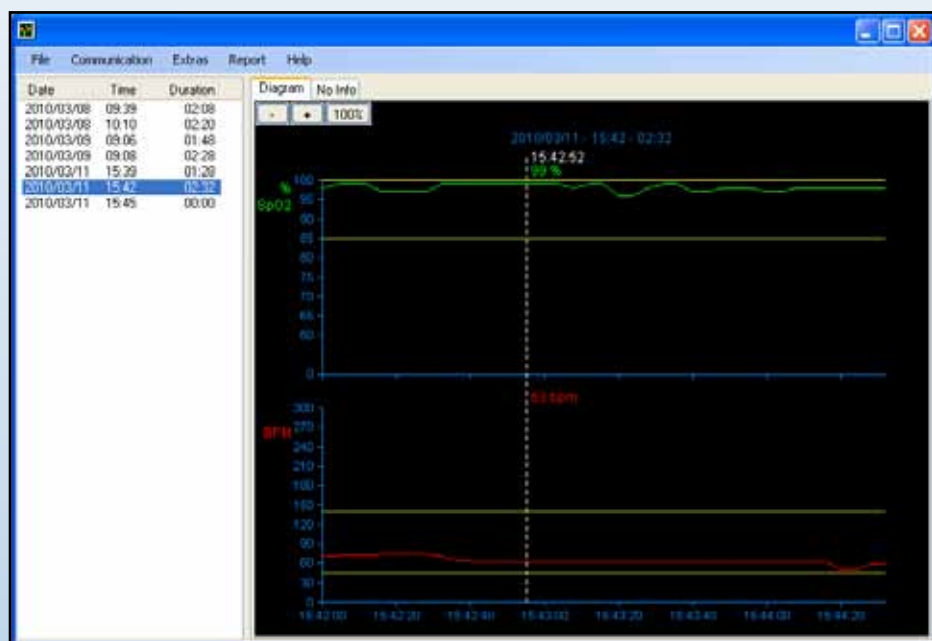 File Communication Extras Report Help
Date Time Duration
2010/03/08 09:39 02:08
2010/03/08 10:10 02:20
2010/03/09 09:06 01:48
2010/03/09 09:08 02:28
2010/03/11 15:39 01:28
2010/03/11 15:42 02:32
2010/03/11 15:45 00:00
Diagram No Info
- + 100%
2010/03/11 - 15:42 - 02:32
15:42:52
99 %
%
SpO2
100
95
90
85
80
75
70
65
60
0
63 bpm
BPM
300
270
240
210
180
150
120
90
60
30
0
15:42:00 15:42:20 15:42:40 15:43:00 15:43:20 15:43:40 15:44:00 15:44:20